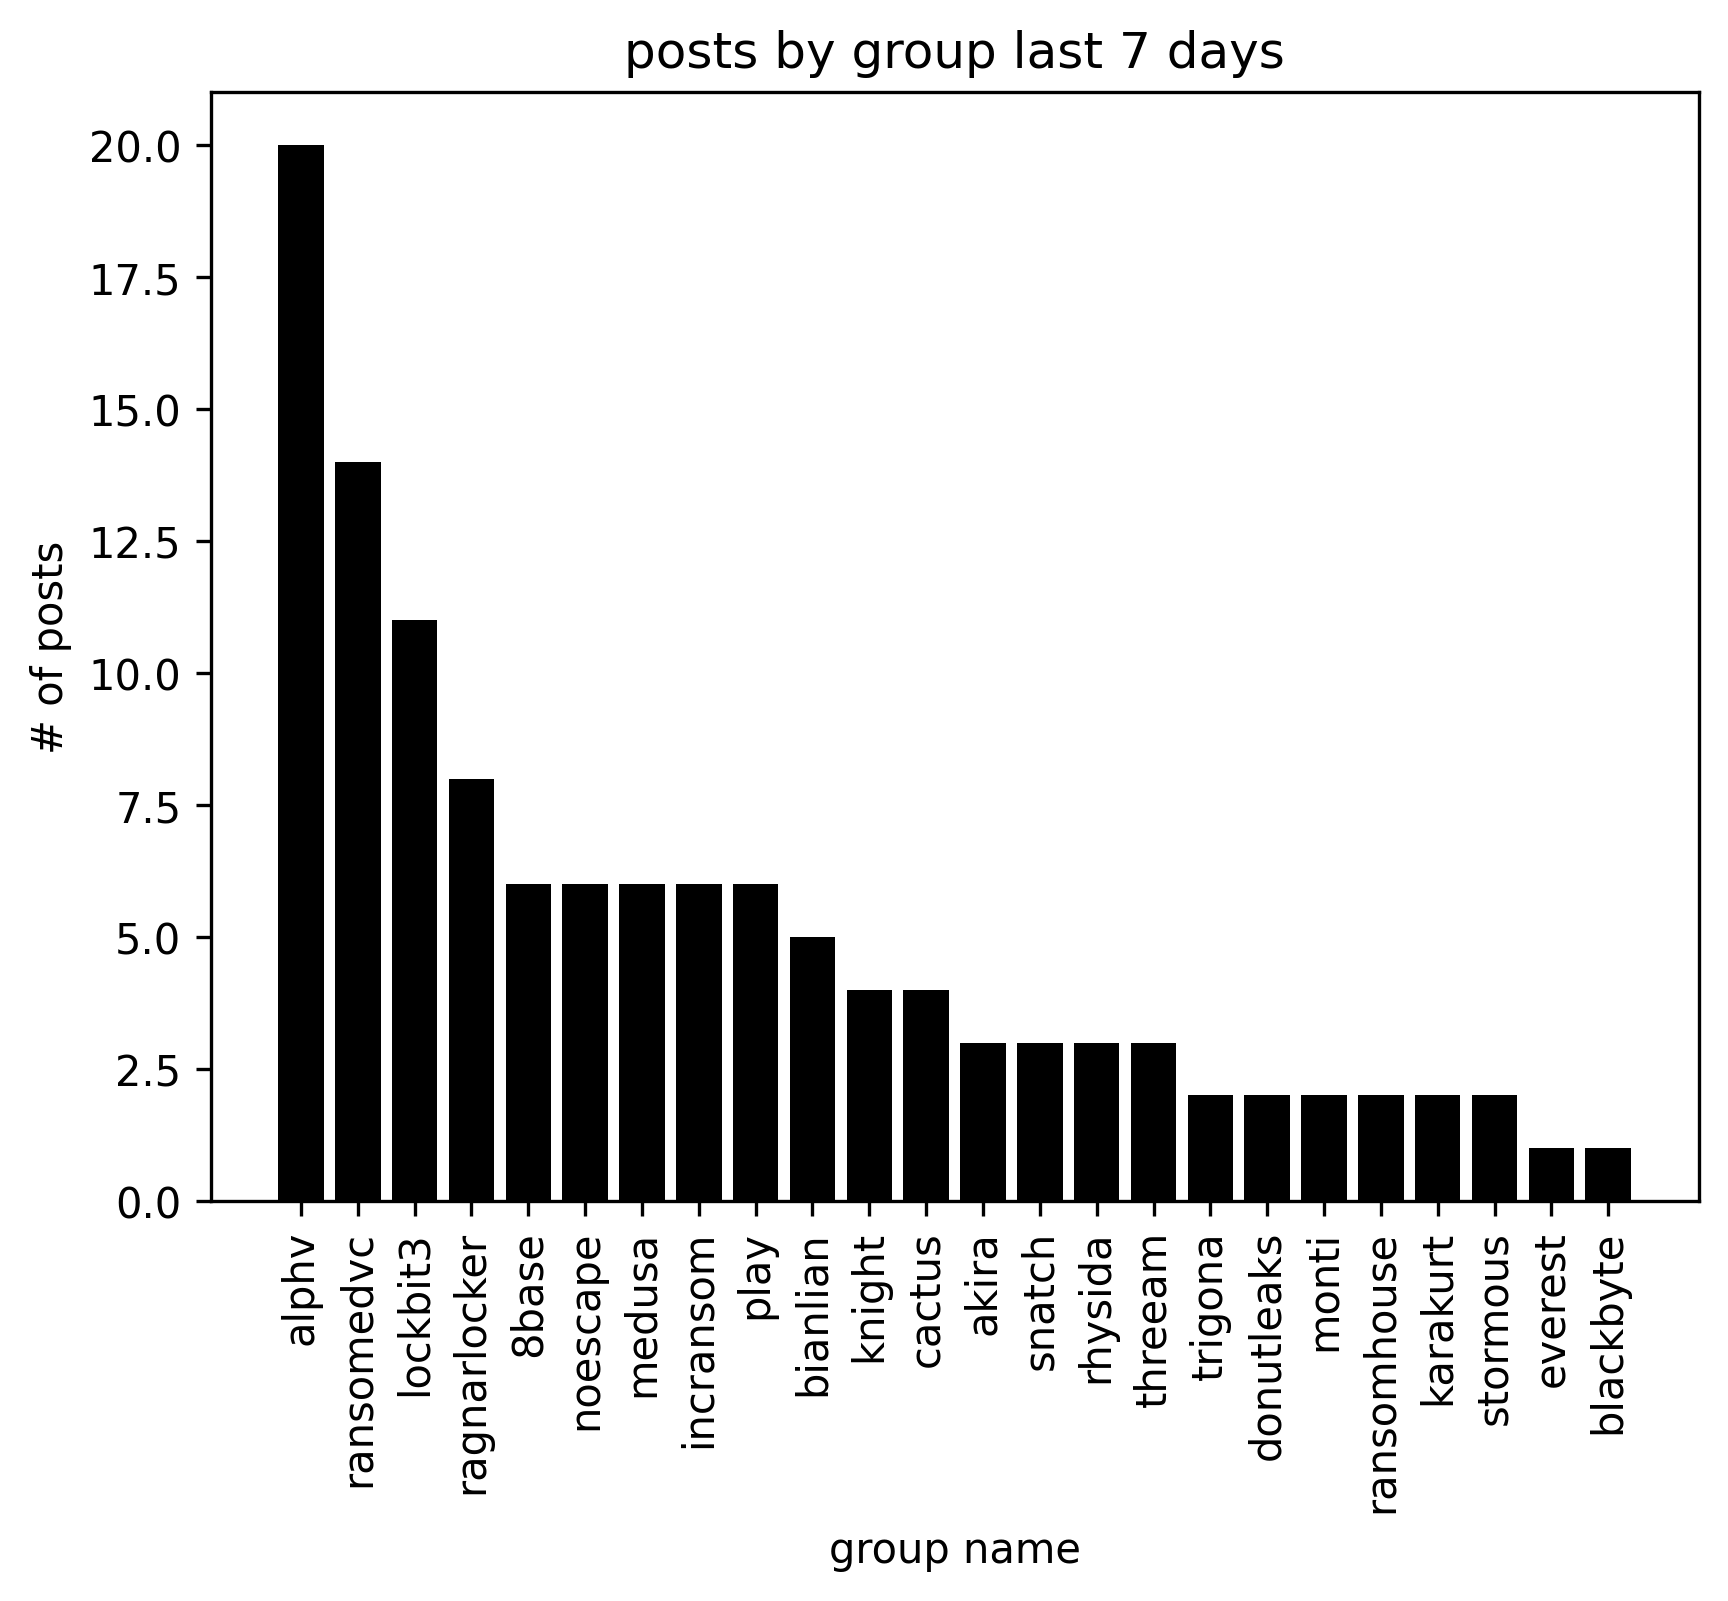 posts by group last 7 days
# of posts
20.0
17.5
15.0
12.5
10.0
7.5
5.0
2.5
0.0
alphv
ransomedvc
lockbit3
ragnarlocker
8base
noescape
medusa
incransom
play
bianlian
knight
cactus
akira
snatch
rhysida
threeam
trigona
donutleaks
monti
ransomhouse
karakurt
stormous
everest
blackbyte
group name